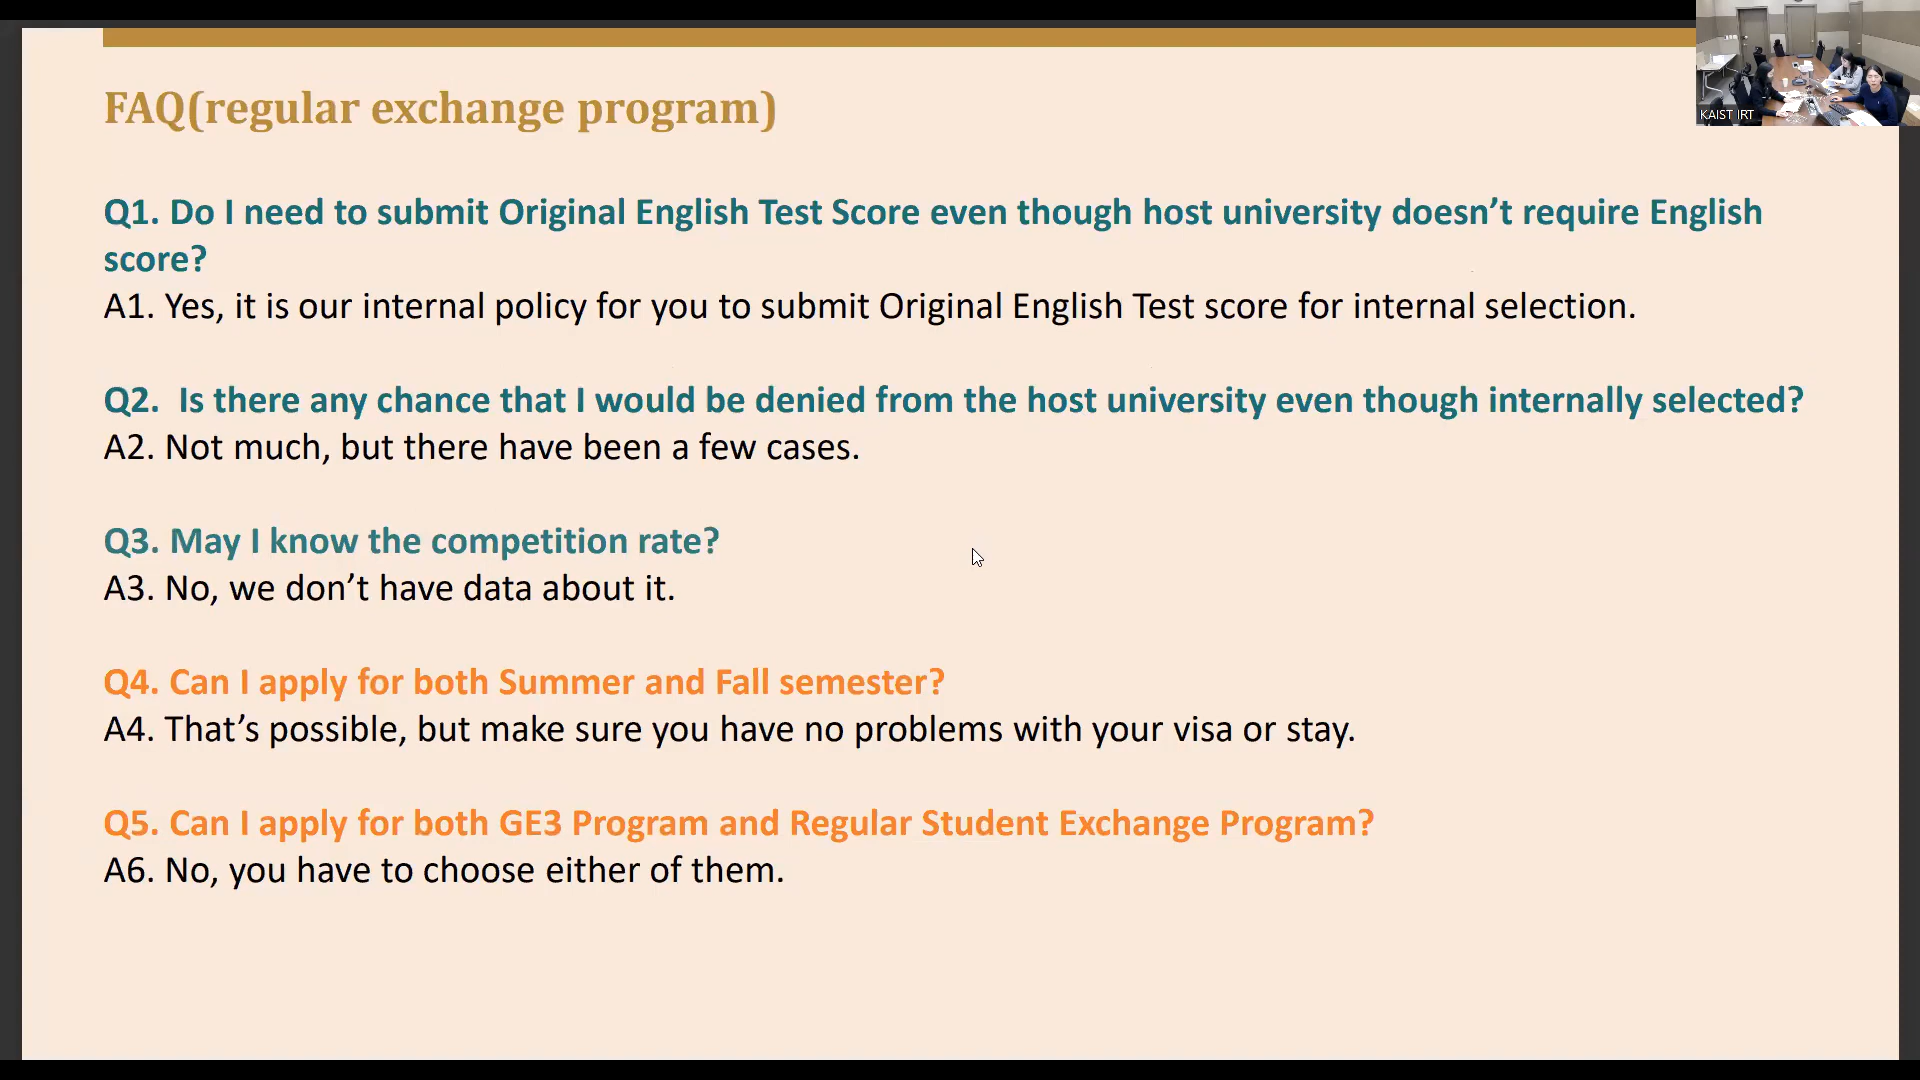 KAIST IRT
FAQ(regular exchange program)
Q1. Do I need to submit Original English Test Score even though host university doesn’t require English
score?
A1. Yes, it is our internal policy for you to submit Original English Test score for internal selection.
Q2.  Is there any chance that I would be denied from the host university even though internally selected?
A2. Not much, but there have been a few cases.
Q3. May I know the competition rate?
A3. No, we don’t have data about it.
Q4. Can I apply for both Summer and Fall semester?
A4. That’s possible, but make sure you have no problems with your visa or stay.
Q5. Can I apply for both GE3 Program and Regular Student Exchange Program?
A6. No, you have to choose either of them.